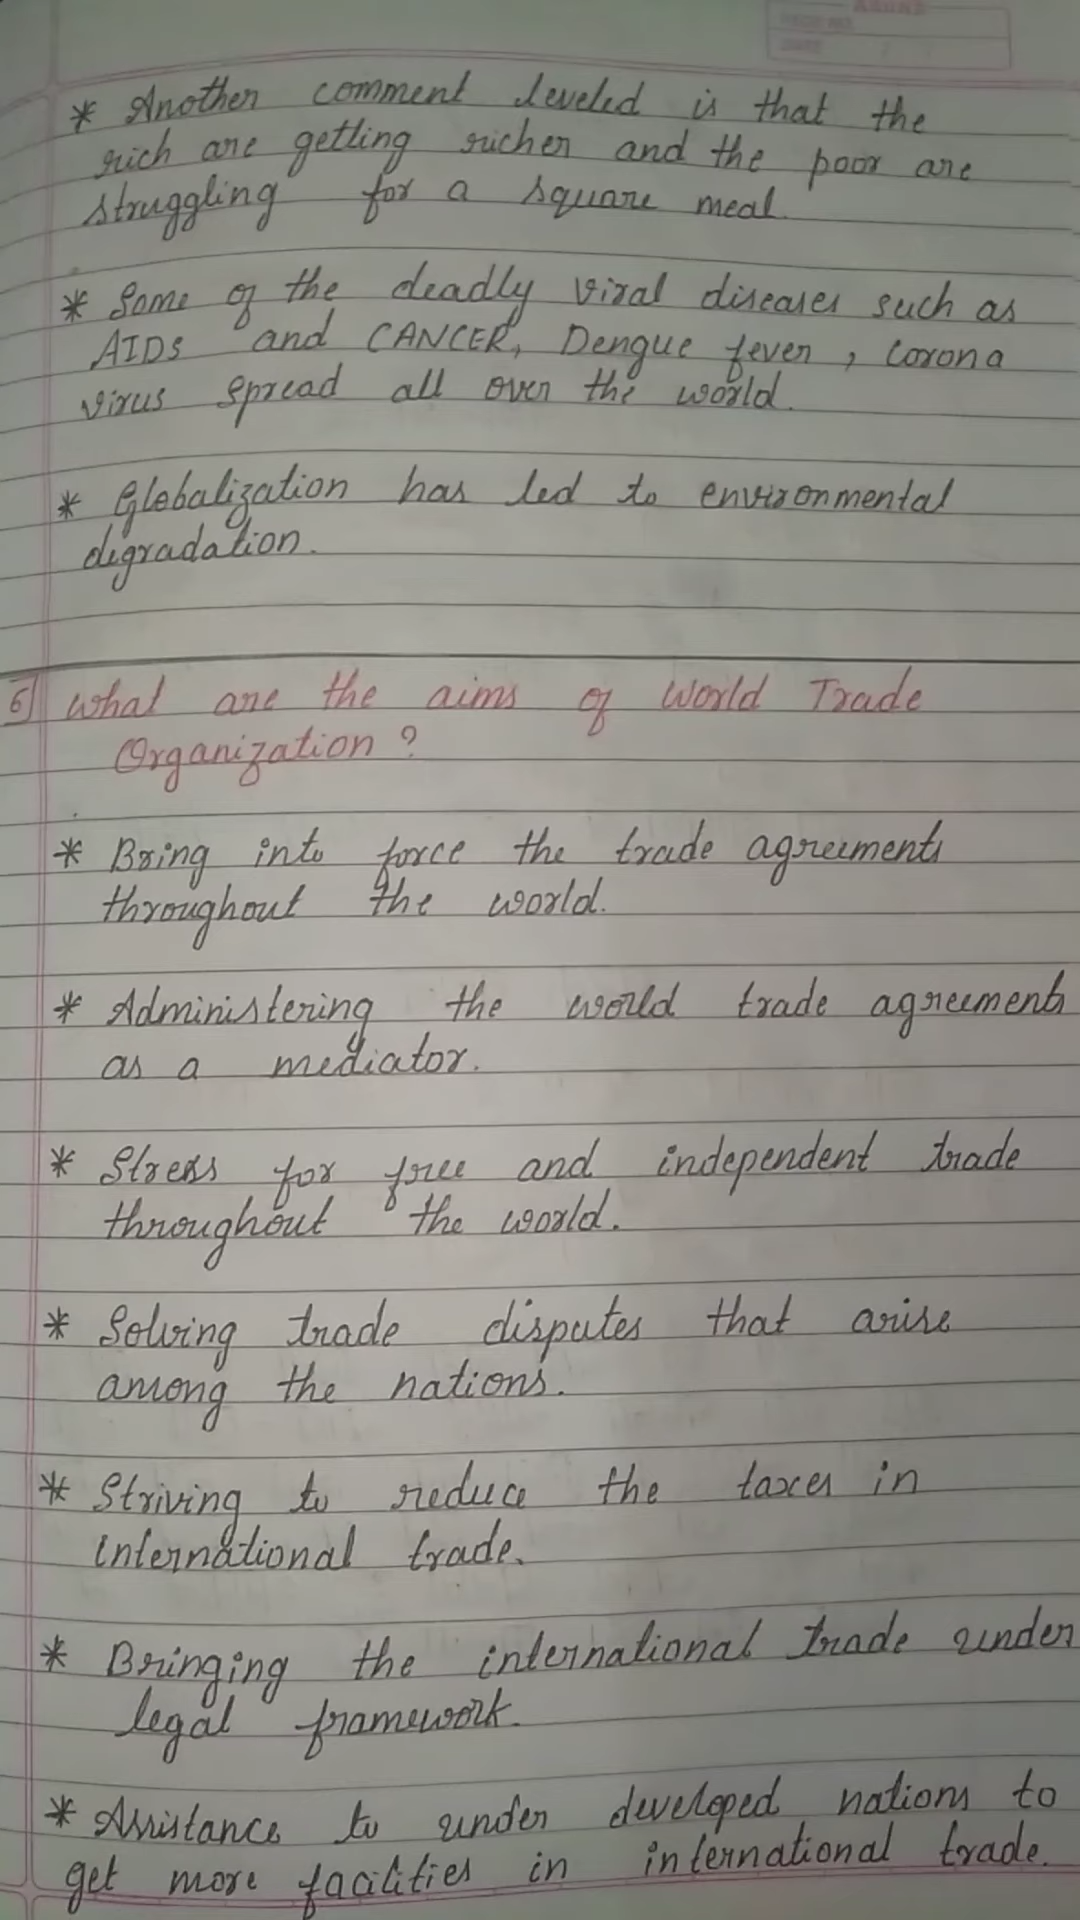 * Another comment leveled is that the
rich are getting richer and the poor are
struggling for a square meal.
* Some of the deadly viral diseases such as
AIDS and CANCER, Dengue fever, corona
virus spread all over the world.
* Globalization has led to environmental
degradation.
6] What are the aims of World Trade
Organization?
* Bring into force the trade agreements
throughout the world.
* Administering the world trade agreements
as a mediator.
* Stress for free and independent trade
throughout the world.
* Solving trade disputes that arise
among the nations.
* Striving to reduce the taxes in
international trade.
* Bringing the international trade under
legal framework.
* Assistance to under developed nations to
get more facilities in international trade.